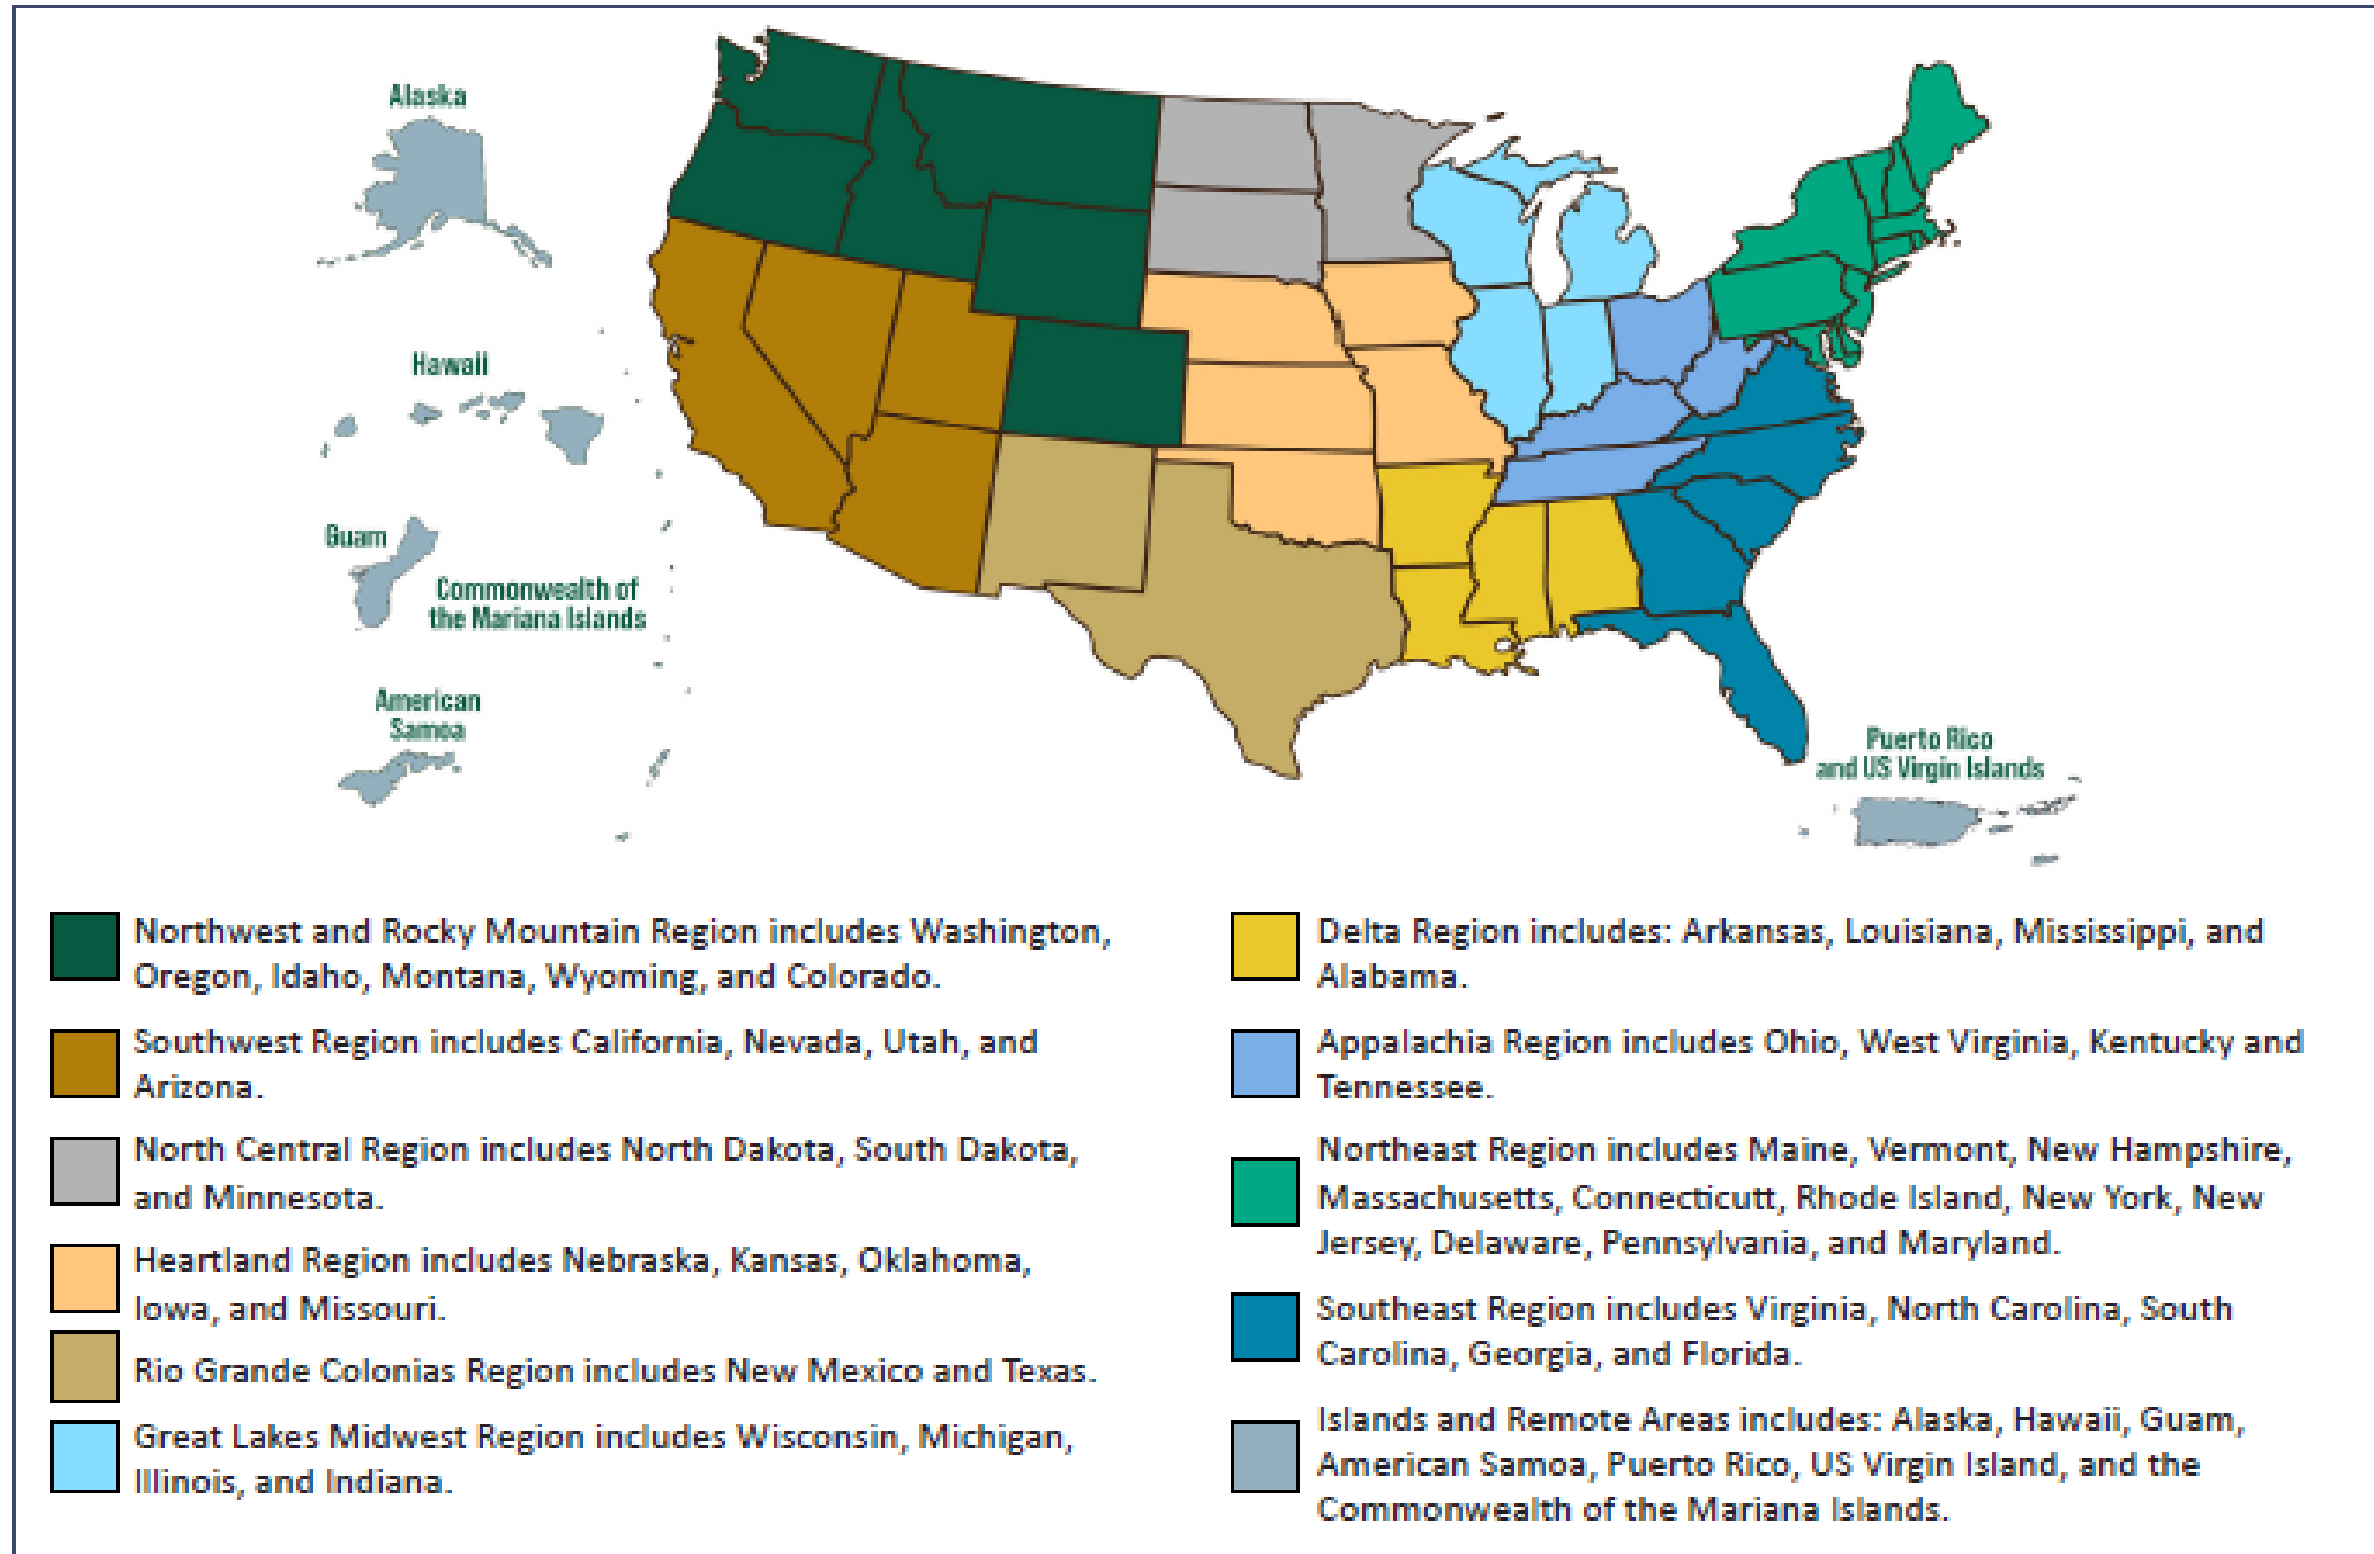 Alaska
Hawaii
Guam
Commonwealth of
the Mariana Islands
American
Samoa
Puerto Rico
and US Virgin Islands
Northwest and Rocky Mountain Region includes Washington,
Oregon, Idaho, Montana, Wyoming, and Colorado.
Southwest Region includes California, Nevada, Utah, and
Arizona.
North Central Region includes North Dakota, South Dakota,
and Minnesota.
Heartland Region includes Nebraska, Kansas, Oklahoma,
Iowa, and Missouri.
Rio Grande Colonias Region includes New Mexico and Texas.
Great Lakes Midwest Region includes Wisconsin, Michigan,
Illinois, and Indiana.
Delta Region includes: Arkansas, Louisiana, Mississippi, and
Alabama.
Appalachia Region includes Ohio, West Virginia, Kentucky and
Tennessee.
Northeast Region includes Maine, Vermont, New Hampshire,
Massachusetts, Connecticutt, Rhode Island, New York, New
Jersey, Delaware, Pennsylvania, and Maryland.
Southeast Region includes Virginia, North Carolina, South
Carolina, Georgia, and Florida.
Islands and Remote Areas includes: Alaska, Hawaii, Guam,
American Samoa, Puerto Rico, US Virgin Island, and the
Commonwealth of the Mariana Islands.